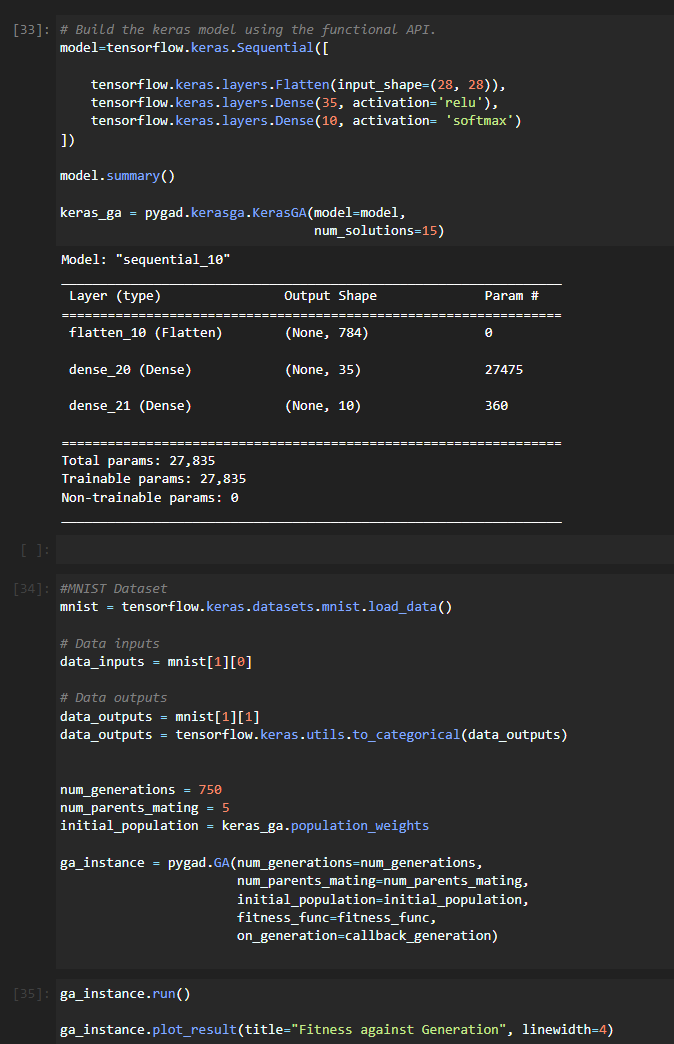 [33]: # Build the keras model using the functional API.
model=tensorflow.keras.Sequential([
tensorflow.keras.layers.Flatten(input_shape=(28, 28)),
tensorflow.keras.layers.Dense(35, activation='relu'),
tensorflow.keras.layers.Dense(10, activation= 'softmax')
])
model.summary()
keras_ga = pygad.kerasga.KerasGA(model=model,
num_solutions=15)
Model: "sequential_10"
Layer (type) Output Shape Param #
=================================================================
flatten_10 (Flatten) (None, 784) 0
dense_20 (Dense) (None, 35) 27475
dense_21 (Dense) (None, 10) 360
=================================================================
Total params: 27,835
Trainable params: 27,835
Non-trainable params: 0
[ ]:
[34]: #MNIST Dataset
mnist = tensorflow.keras.datasets.mnist.load_data()
# Data inputs
data_inputs = mnist[1][0]
# Data outputs
data_outputs = mnist[1][1]
data_outputs = tensorflow.keras.utils.to_categorical(data_outputs)
num_generations = 750
num_parents_mating = 5
initial_population = keras_ga.population_weights
ga_instance = pygad.GA(num_generations=num_generations,
num_parents_mating=num_parents_mating,
initial_population=initial_population,
fitness_func=fitness_func,
on_generation=callback_generation)
[35]: ga_instance.run()
ga_instance.plot_result(title="Fitness against Generation", linewidth=4)